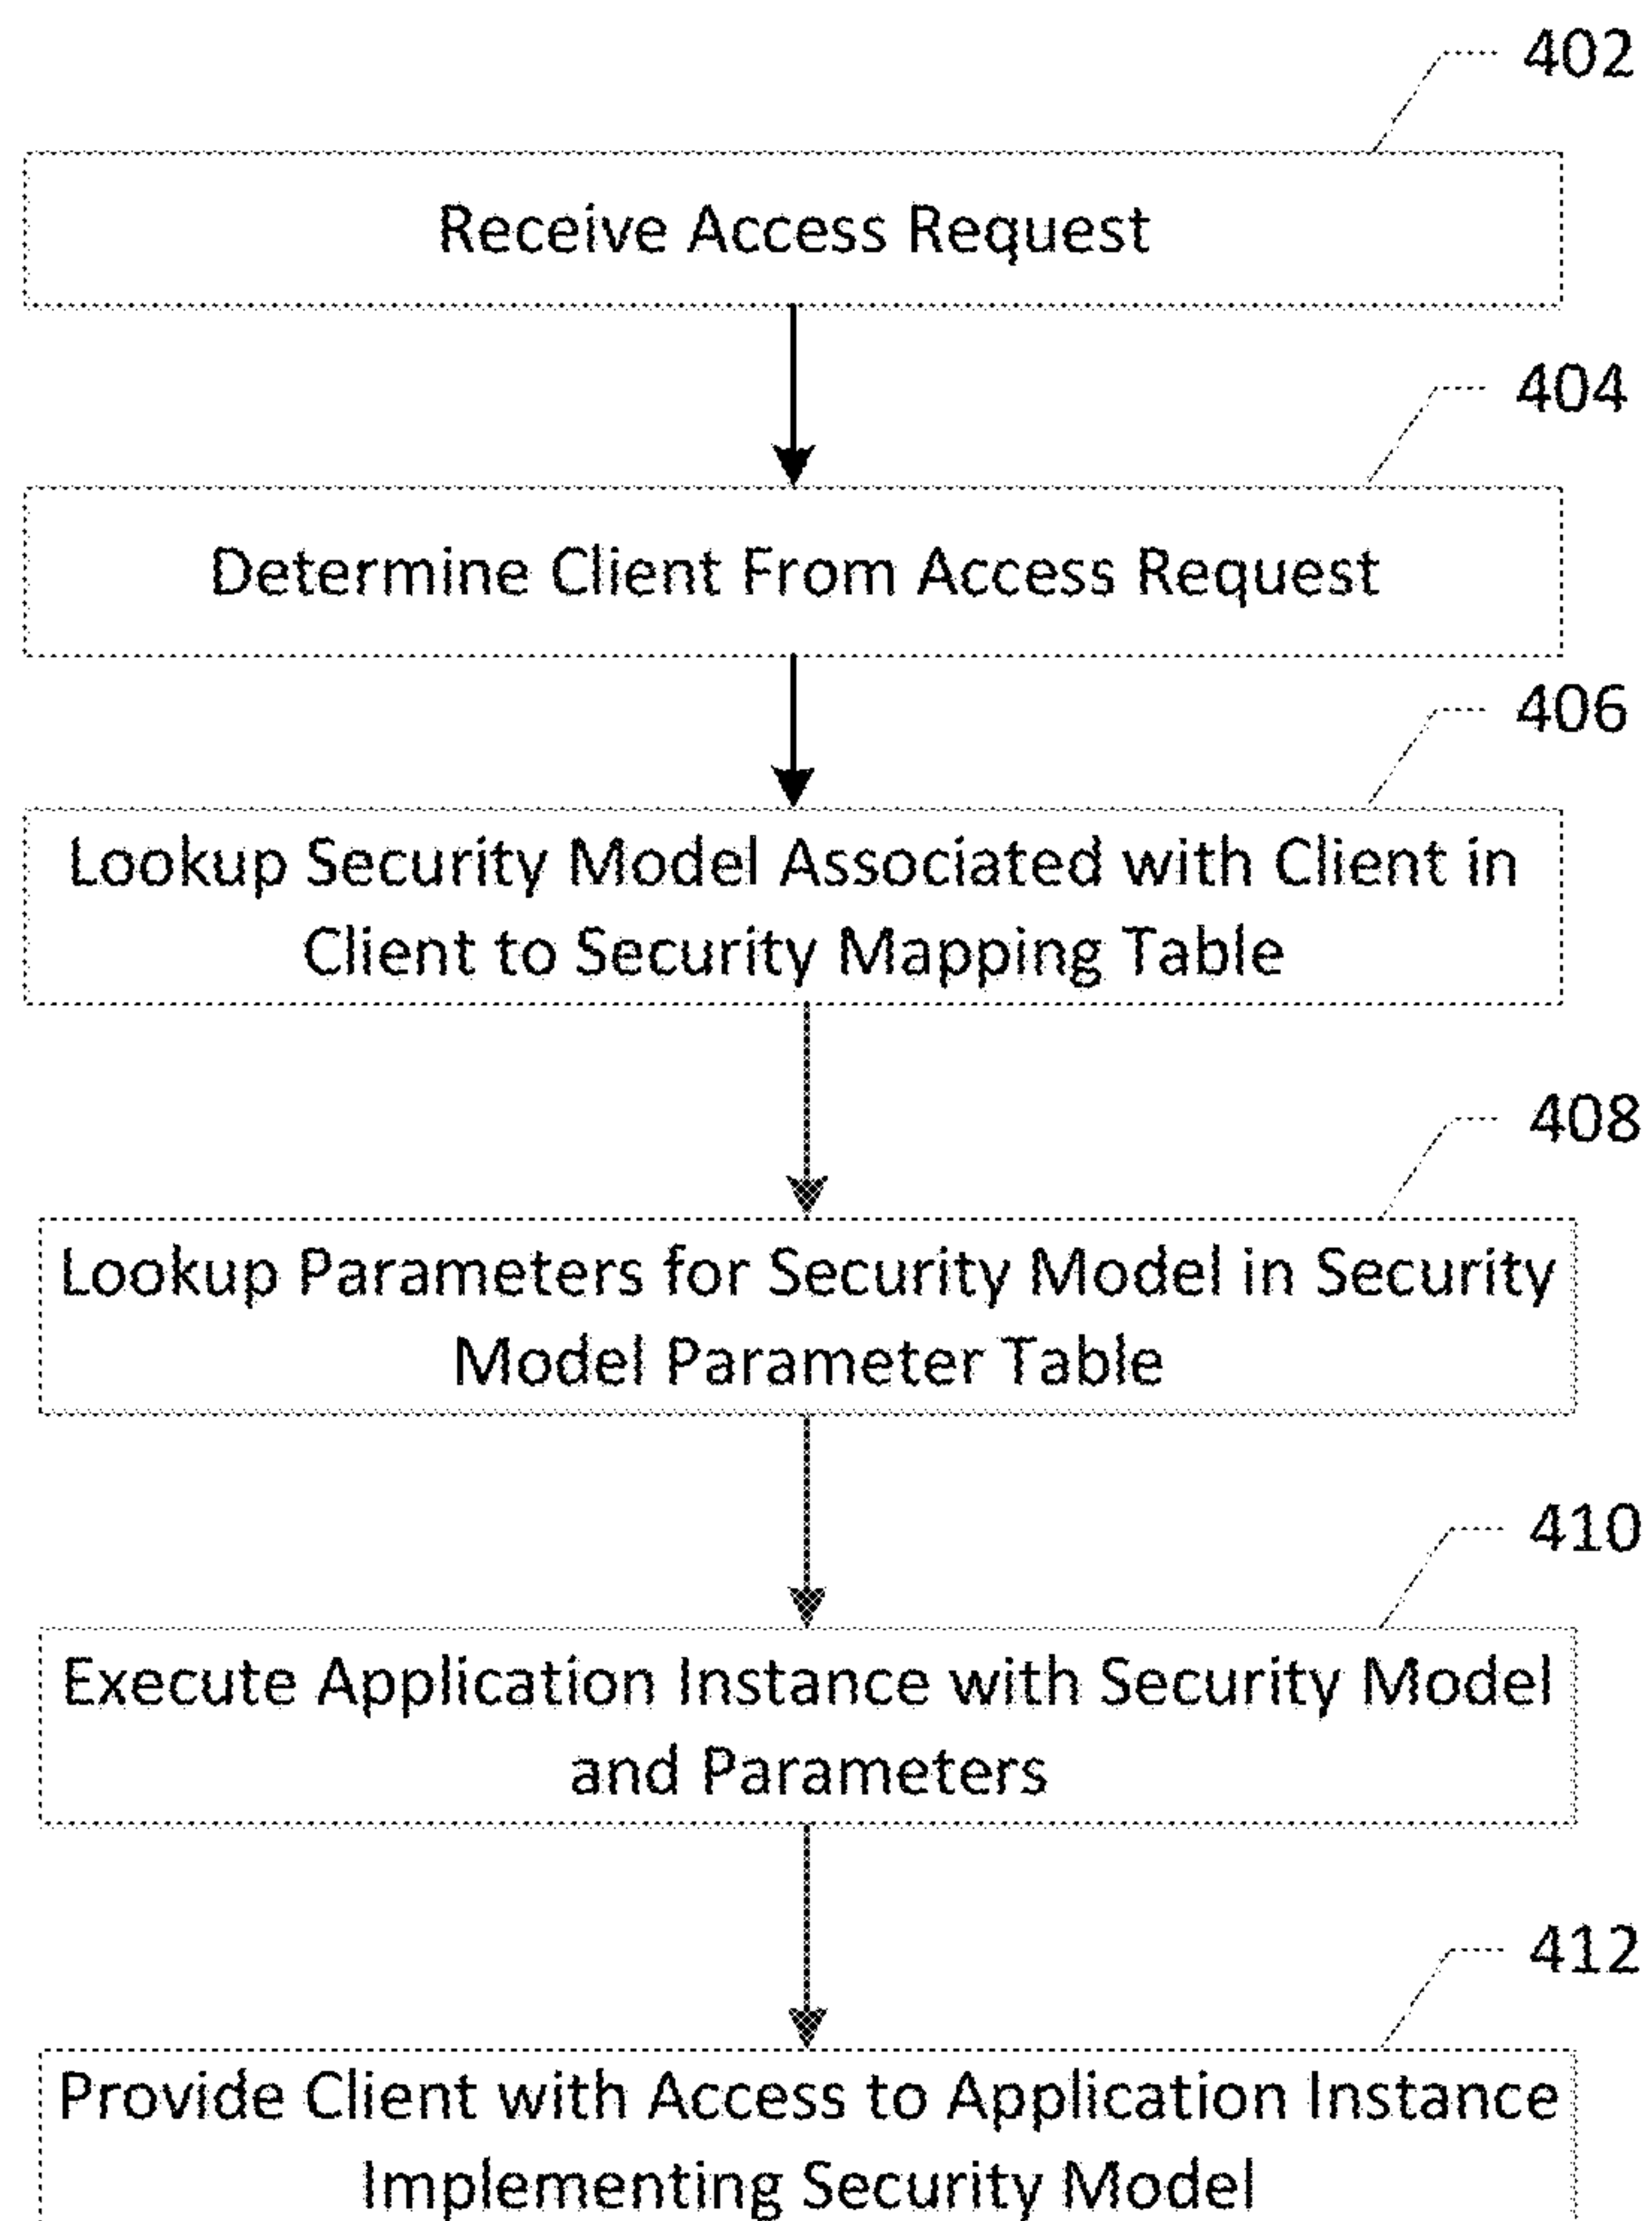 402
Receive Access Request
404
Determine Client From Access Request
406
Lookup Security Model Associated with Client in
Client to Security Mapping Table
408
Lookup Parameters for Security Model in Security
Model Parameter Table
410
Execute Application Instance with Security Model
and Parameters
412
Provide Client with Access to Application Instance
Implementing Security Model